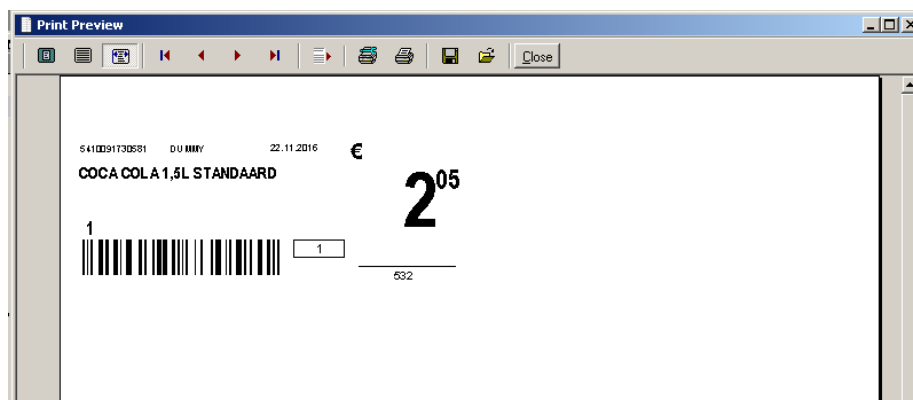 Print Preview
Close
5410091730581 DUMMY 22.11.2016 €
COCA COLA 1,5L STANDAARD
2 05
1
1
532